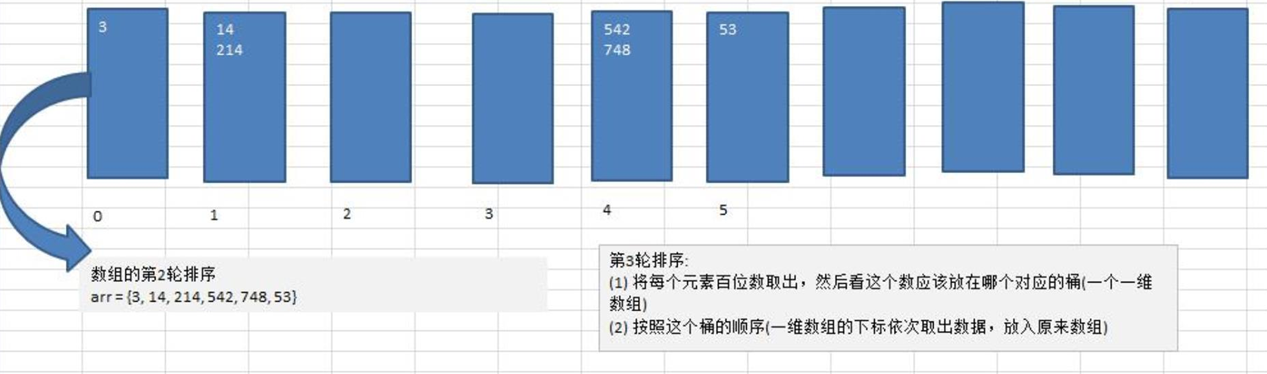 3
14
214
542
748
53
0
1
2
3
4
5
数组的第2轮排序
arr = {3, 14, 214, 542, 748, 53}
第3轮排序:
(1) 将每个元素百位数取出，然后看这个数应该放在哪个对应的桶(一个一维
数组)
(2) 按照这个桶的顺序(一维数组的下标依次取出数据，放入原来数组)